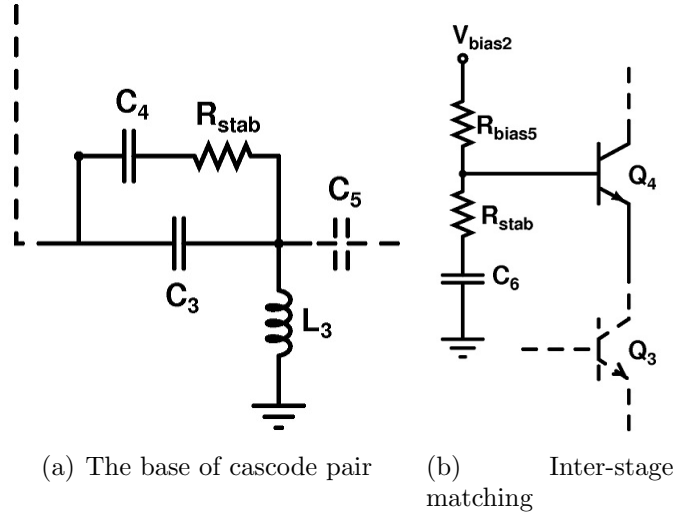 C4
Rstab
C5
C3
L3
Vbias2
Rbias5
Q4
Rstab
C6
Q3
(a) The base of cascode pair
(b) Inter-stage
matching